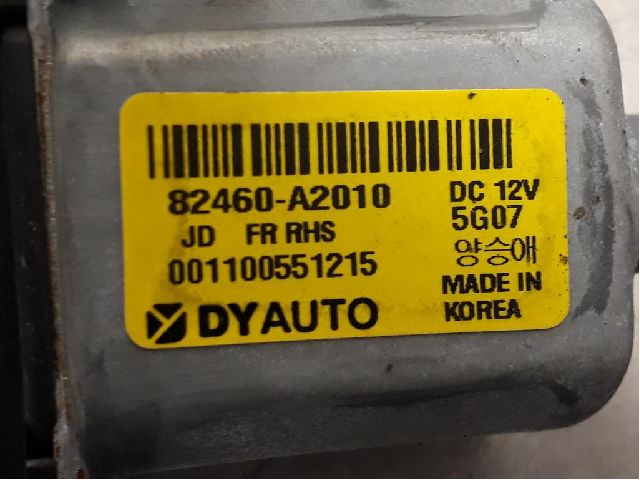 82460-A2010
JD FR RHS
001100551215
DYAUTO
DC 12V
5G07
양승애
MADE IN
KOREA